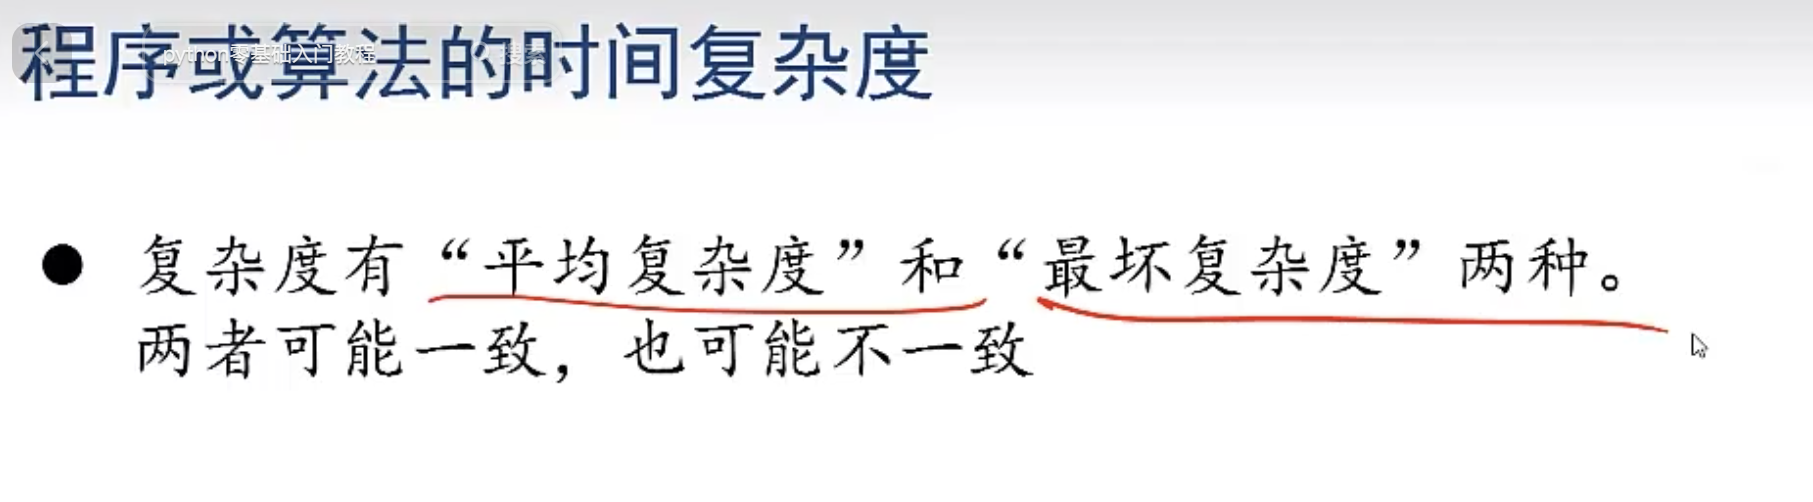 程序或算法的时间复杂度
python零基础入门教程
搜索
● 复杂度有“平均复杂度”和“最坏复杂度”两种。
两者可能一致，也可能不一致